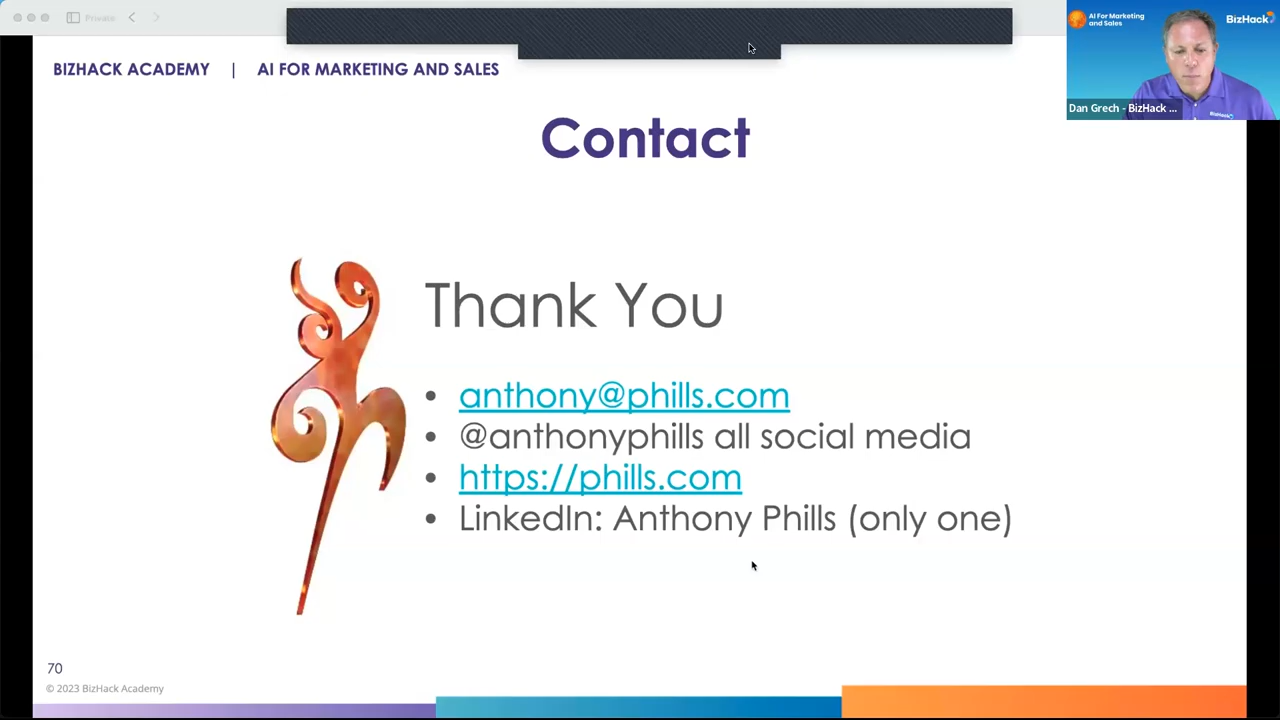 Private
AI For Marketing
and Sales
BizHack
Dan Grech - BizHack ...
BizHack
BIZHACK ACADEMY | AI FOR MARKETING AND SALES
Contact
Thank You
• anthony@phills.com
• @anthonyphills all social media
• https://phills.com
• LinkedIn: Anthony Phills (only one)
70
© 2023 BizHack Academy